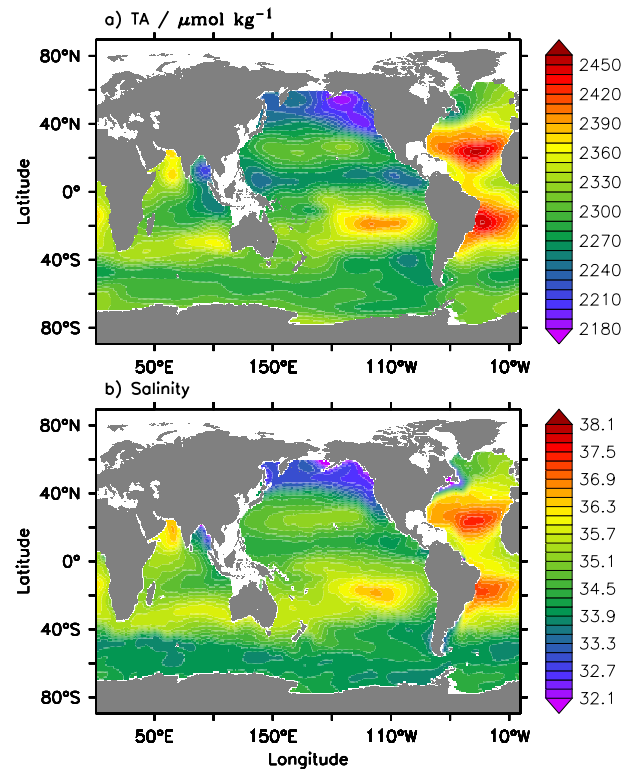 a) TA / μmol kg⁻¹
80°N
40°N
0°
40°S
80°S
Latitude
50°E
150°E
110°W
10°W
2450
2420
2390
2360
2330
2300
2270
2240
2210
2180
b) Salinity
80°N
40°N
0°
40°S
80°S
Latitude
50°E
150°E
110°W
10°W
Longitude
38.1
37.5
36.9
36.3
35.7
35.1
34.5
33.9
33.3
32.7
32.1